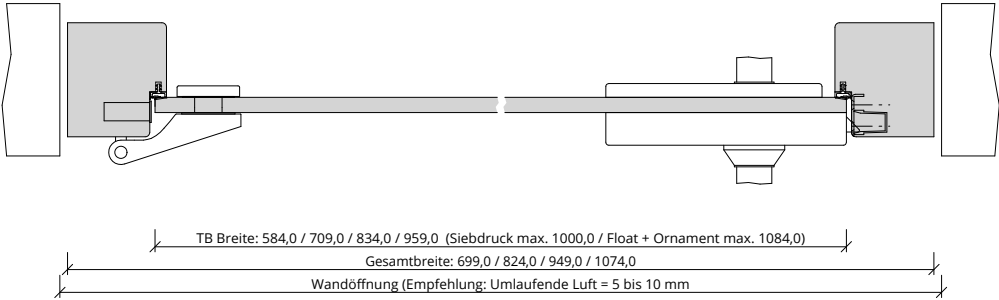 TB Breite: 584,0 / 709,0 / 834,0 / 959,0 (Siebdruck max. 1000,0 / Float + Ornament max. 1084,0)
Gesamtbreite: 699,0 / 824,0 / 949,0 / 1074,0
Wandöffnung (Empfehlung: Umlaufende Luft = 5 bis 10 mm